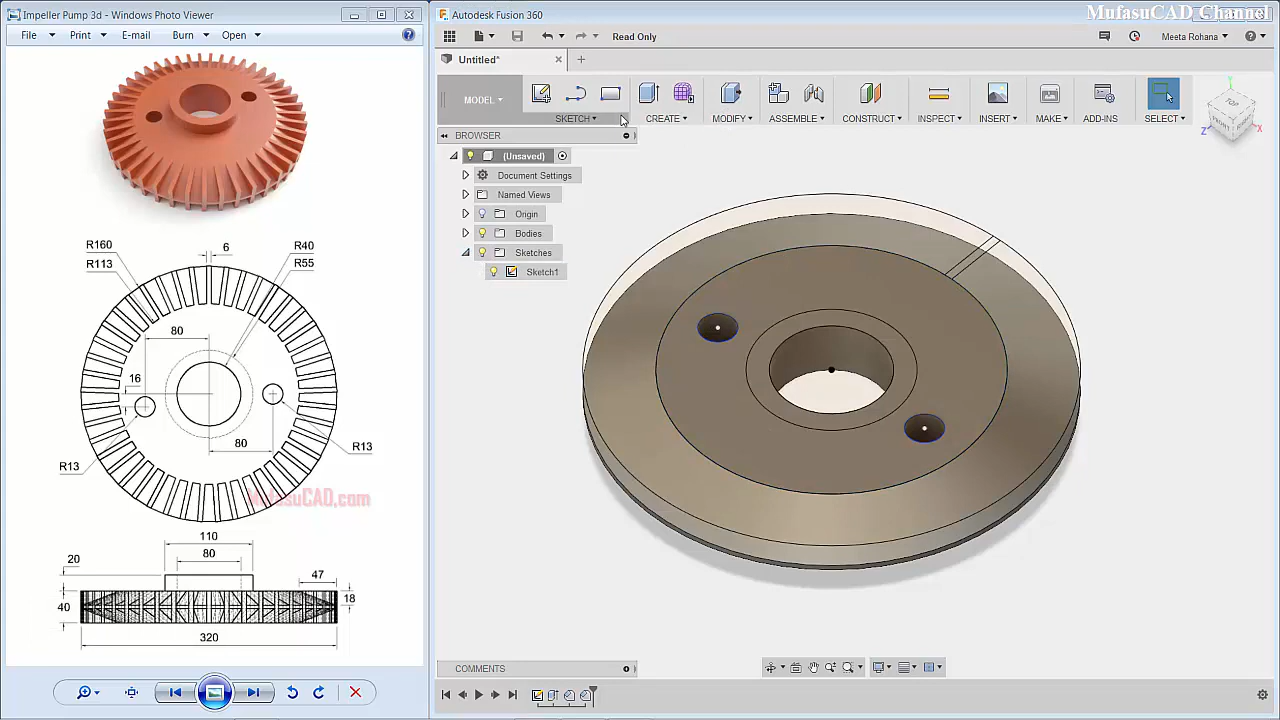 Impeller Pump 3d - Windows Photo Viewer
File
Print
E-mail
Burn
Open
R160
6
R40
R113
R55
80
16
80
R13
R13
MufasuCAD.com
110
20
80
47
40
18
320
Autodesk Fusion 360
MufasuCAD Channel
Read Only
Meeta Rohana
Untitled*
MODEL
SKETCH
CREATE
MODIFY
ASSEMBLE
CONSTRUCT
INSPECT
INSERT
MAKE
ADD-INS
SELECT
BROWSER
(Unsaved)
Document Settings
Named Views
Origin
Bodies
Sketches
Sketch1
Y
TOP
FRONT
Z
X
COMMENTS